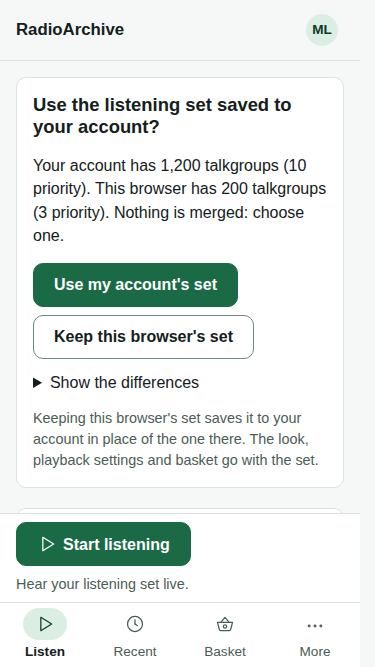 RadioArchive
ML
Use the listening set saved to
your account?
Your account has 1,200 talkgroups (10
priority). This browser has 200 talkgroups
(3 priority). Nothing is merged: choose
one.
Use my account's set
Keep this browser's set
Show the differences
Keeping this browser's set saves it to your
account in place of the one there. The look,
playback settings and basket go with the set.
Start listening
Hear your listening set live.
Listen
Recent
Basket
More